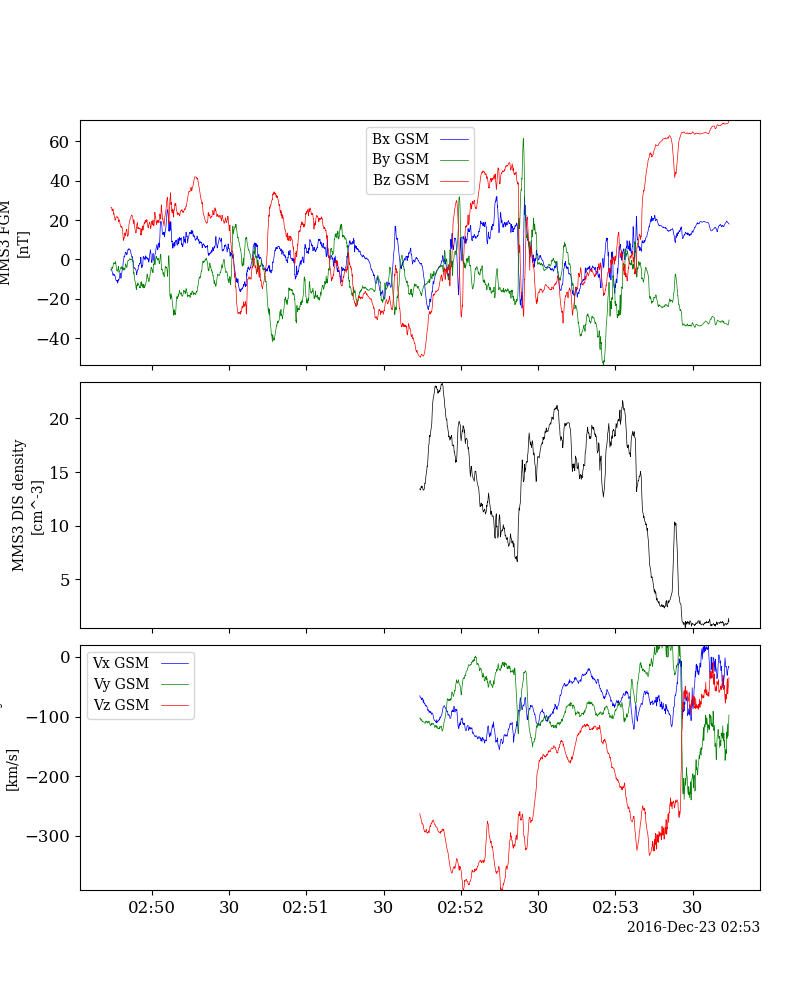 60
40
20
0
−20
−40
MMS3 FGM
[nT]
Bx GSM
By GSM
Bz GSM
20
15
10
5
MMS3 DIS density
[cm^-3]
0
−100
−200
−300
[km/s]
Vx GSM
Vy GSM
Vz GSM
02:50
30
02:51
30
02:52
30
02:53
30
2016-Dec-23 02:53